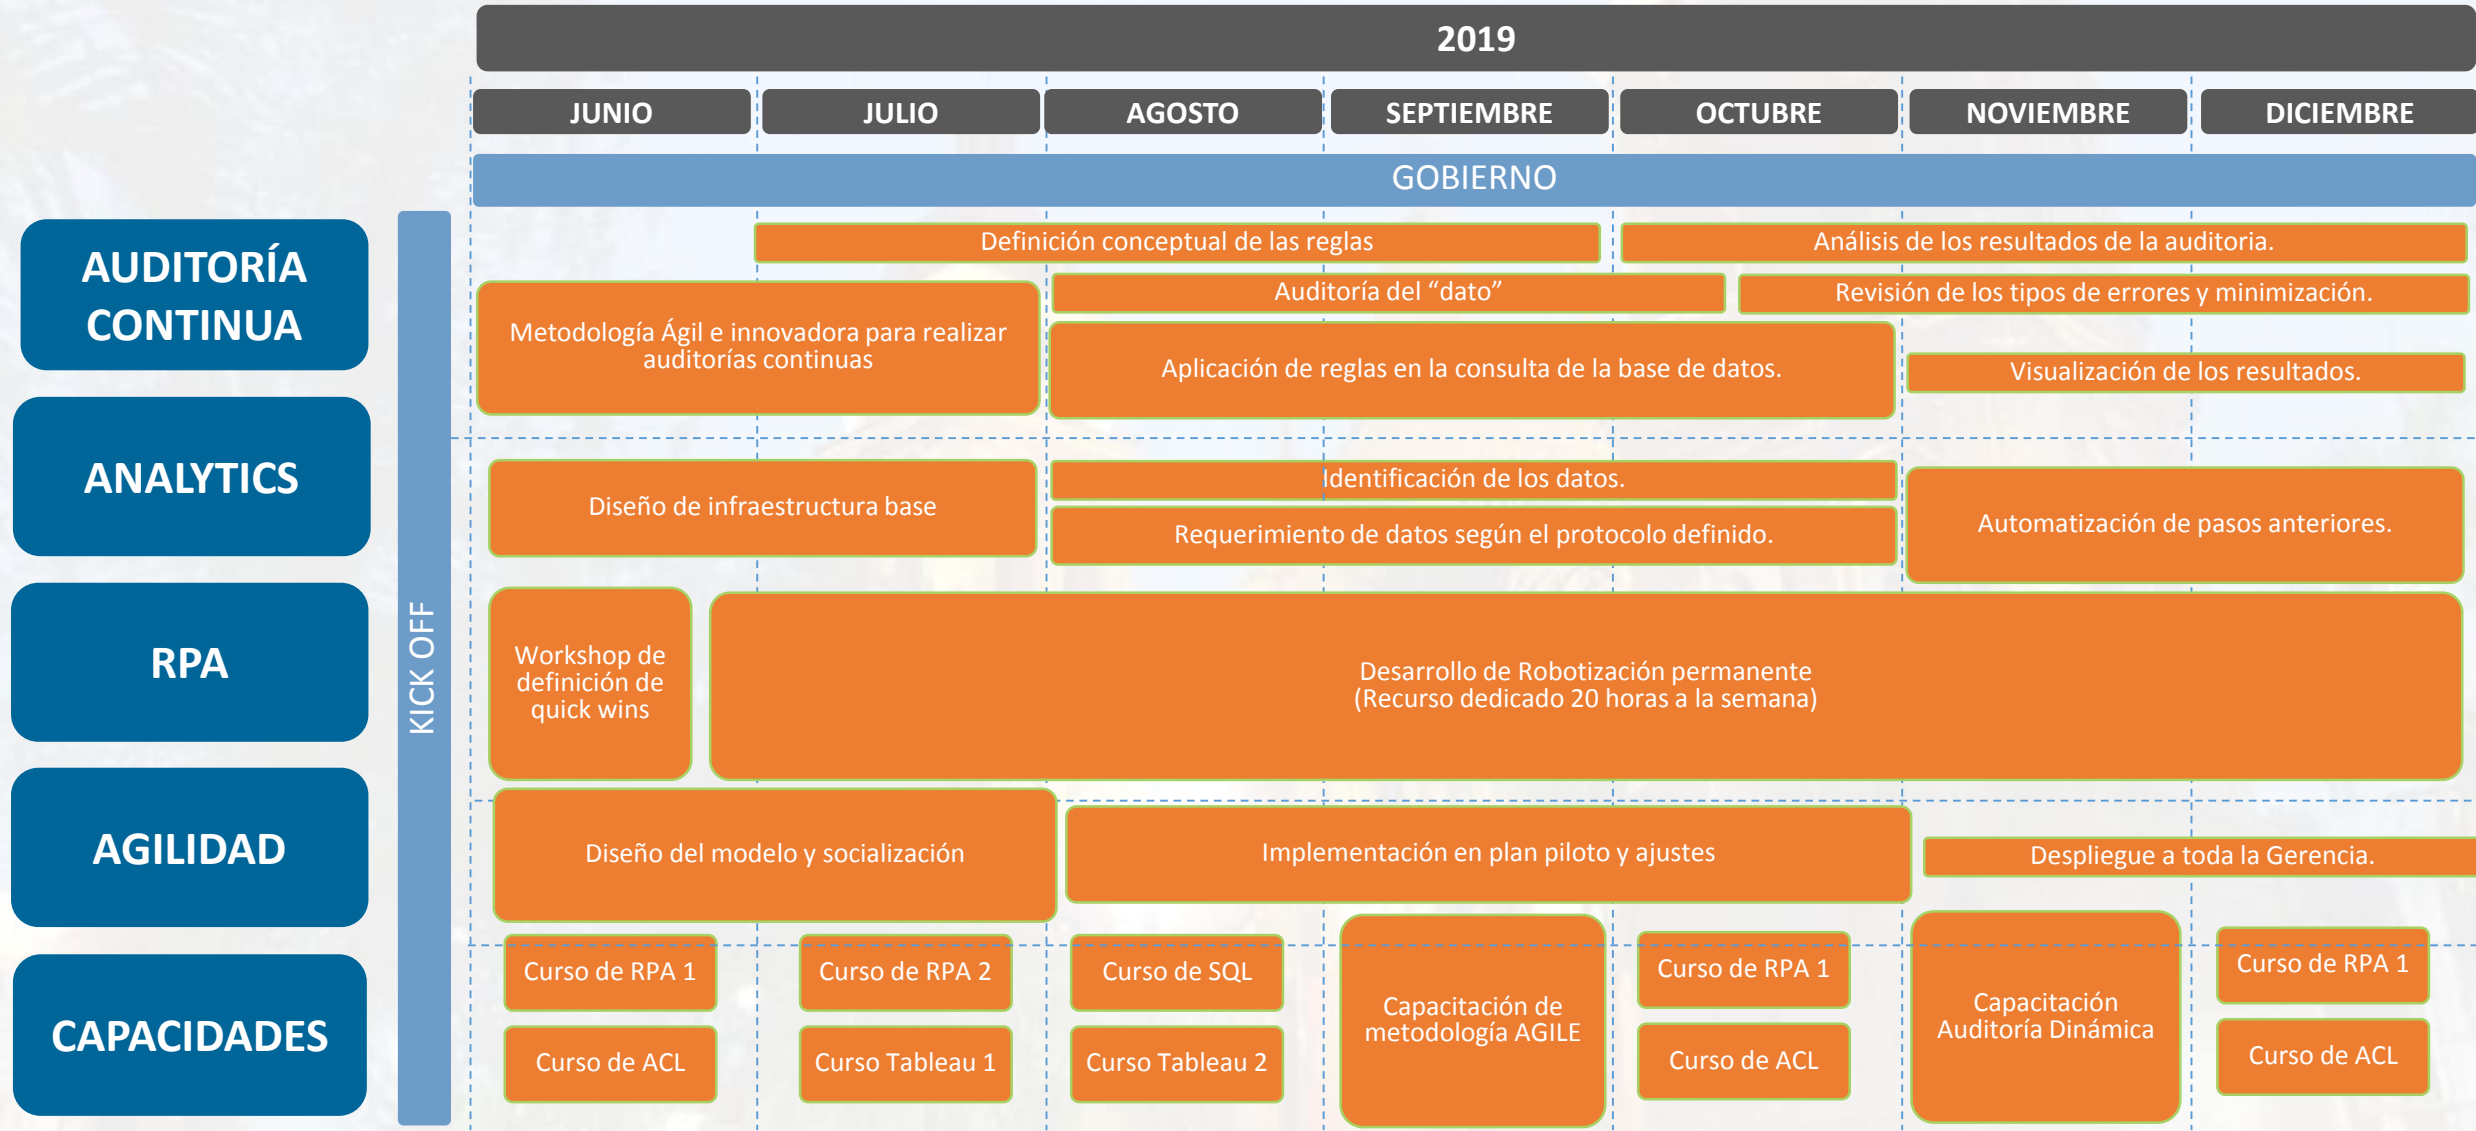 2019
JUNIO
JULIO
AGOSTO
SEPTIEMBRE
OCTUBRE
NOVIEMBRE
DICIEMBRE
GOBIERNO
KICK OFF
AUDITORÍA
CONTINUA
Definición conceptual de las reglas
Análisis de los resultados de la auditoria.
Auditoría del “dato”
Revisión de los tipos de errores y minimización.
Metodología Ágil e innovadora para realizar
auditorías continuas
Aplicación de reglas en la consulta de la base de datos.
Visualización de los resultados.
ANALYTICS
Diseño de infraestructura base
Identificación de los datos.
Requerimiento de datos según el protocolo definido.
Automatización de pasos anteriores.
RPA
Workshop de
definición de
quick wins
Desarrollo de Robotización permanente
(Recurso dedicado 20 horas a la semana)
AGILIDAD
Diseño del modelo y socialización
Implementación en plan piloto y ajustes
Despliegue a toda la Gerencia.
CAPACIDADES
Curso de RPA 1
Curso de ACL
Curso de RPA 2
Curso Tableau 1
Curso de SQL
Curso Tableau 2
Capacitación de
metodología AGILE
Curso de RPA 1
Curso de ACL
Capacitación
Auditoría Dinámica
Curso de RPA 1
Curso de ACL